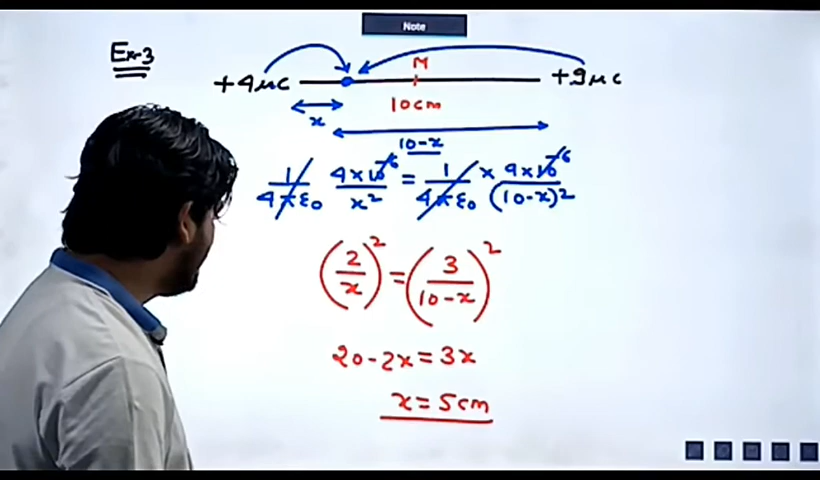 Note
Ex-3
+4μc M +9μc
x 10cm
10-x
1/4πε0 4×10^-6/x^2 = 1/4πε0 × 9×10^-6/(10-x)^2
(2/x)^2 = (3/10-x)^2
20-2x=3x
x=5cm